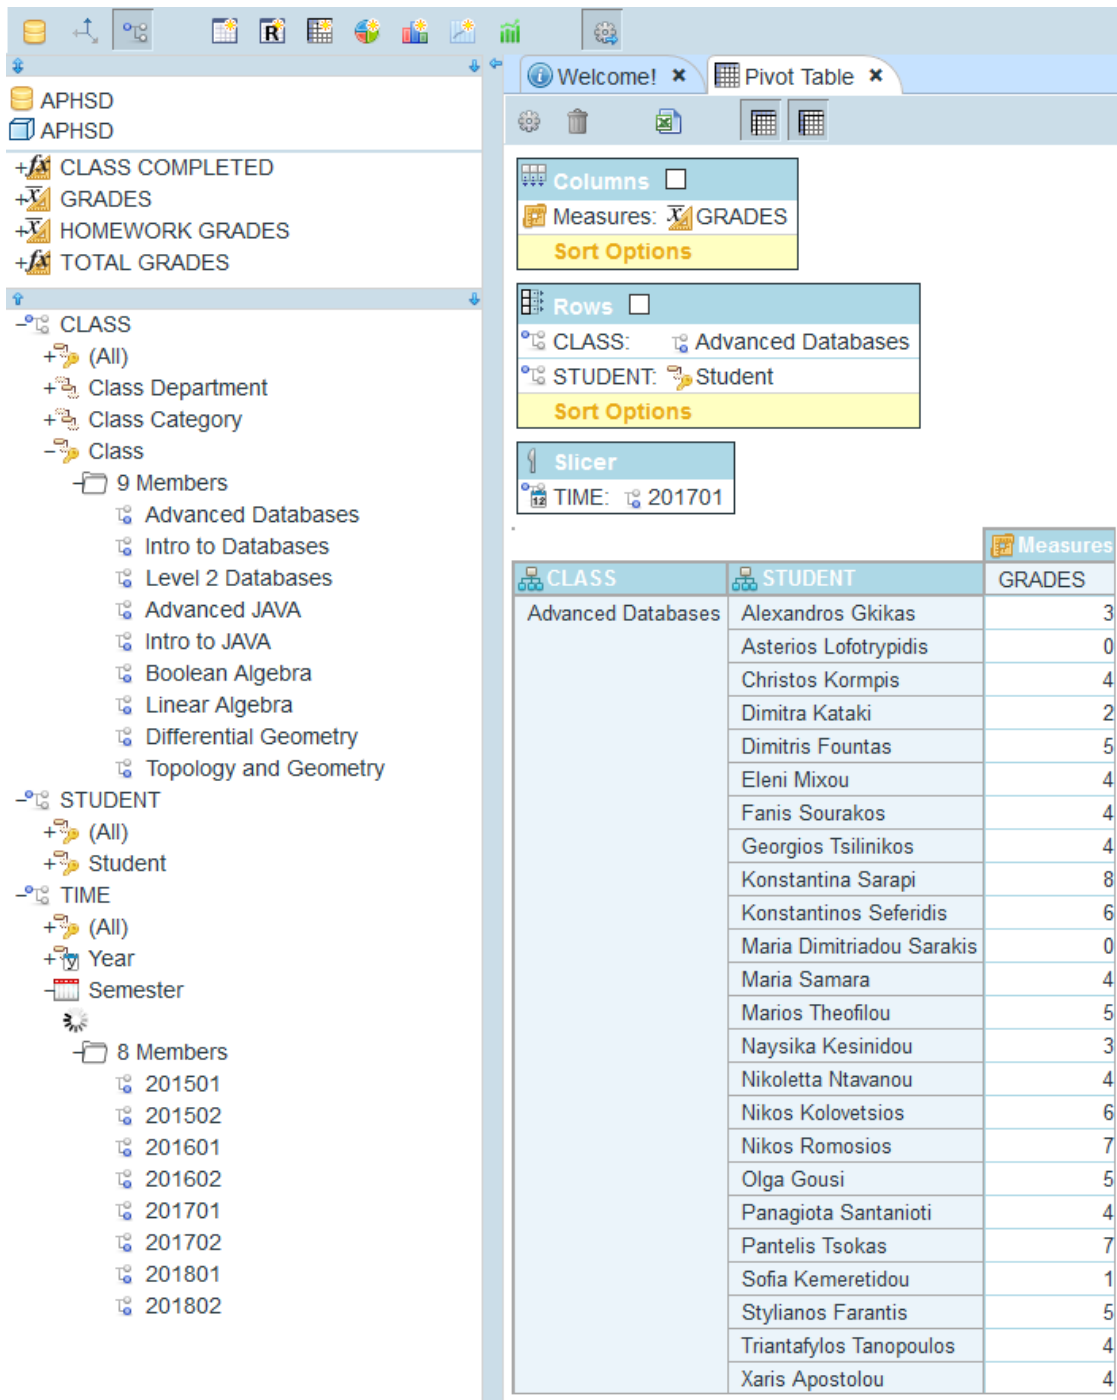 Welcome! ×
Pivot Table ×
APHSD
APHSD
CLASS COMPLETED
GRADES
HOMEWORK GRADES
TOTAL GRADES
CLASS
(All)
Class Department
Class Category
Class
9 Members
Advanced Databases
Intro to Databases
Level 2 Databases
Advanced JAVA
Intro to JAVA
Boolean Algebra
Linear Algebra
Differential Geometry
Topology and Geometry
STUDENT
(All)
Student
TIME
(All)
Year
Semester
8 Members
201501
201502
201601
201602
201701
201702
201801
201802
Columns
Measures: GRADES
Sort Options
Rows
CLASS: Advanced Databases
STUDENT: Student
Sort Options
Slicer
TIME: 201701
Measures
CLASS STUDENT GRADES
Advanced Databases Alexandros Gkikas 3
Asterios Lofotrypidis 0
Christos Kormpis 4
Dimitra Kataki 2
Dimitris Fountas 5
Eleni Mixou 4
Fanis Sourakos 4
Georgios Tsilinikos 4
Konstantina Sarapi 8
Konstantinos Seferidis 6
Maria Dimitriadou Sarakis 0
Maria Samara 4
Marios Theofilou 5
Naysika Kesinidou 3
Nikoletta Ntavanou 4
Nikos Kolovetsios 6
Nikos Romosios 7
Olga Gousi 5
Panagiota Santanioti 4
Pantelis Tsokas 7
Sofia Kemeretidou 1
Stylianos Farantis 5
Triantafylos Tanopoulos 4
Xaris Apostolou 4